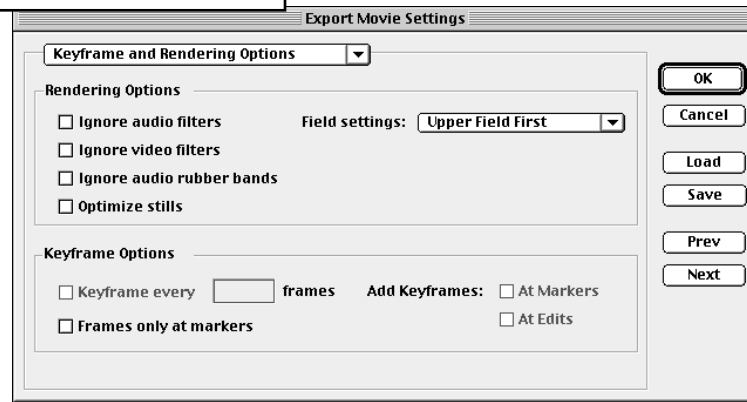 Export Movie Settings
Keyframe and Rendering Options
Rendering Options
Ignore audio filters
Field settings: Upper Field First
Ignore video filters
Ignore audio rubber bands
Optimize stills
Keyframe Options
Keyframe every frames
Add Keyframes: At Markers
At Edits
Frames only at markers
OK
Cancel
Load
Save
Prev
Next